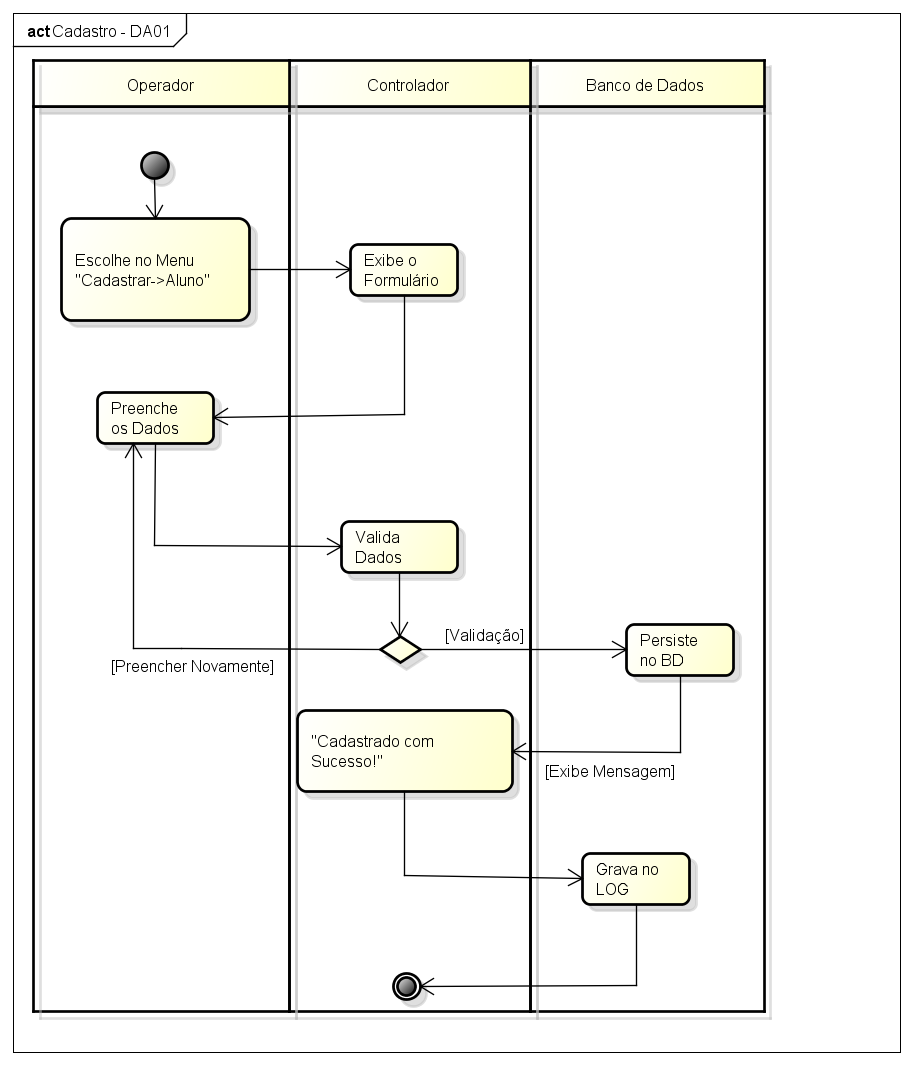 act Cadastro - DA01
Operador
Controlador
Banco de Dados
Escolhe no Menu
"Cadastrar->Aluno"
Exibe o
Formulário
Preenche
os Dados
Valida
Dados
[Validação]
[Preencher Novamente]
Persiste
no BD
"Cadastrado com
Sucesso!"
[Exibe Mensagem]
Grava no
LOG